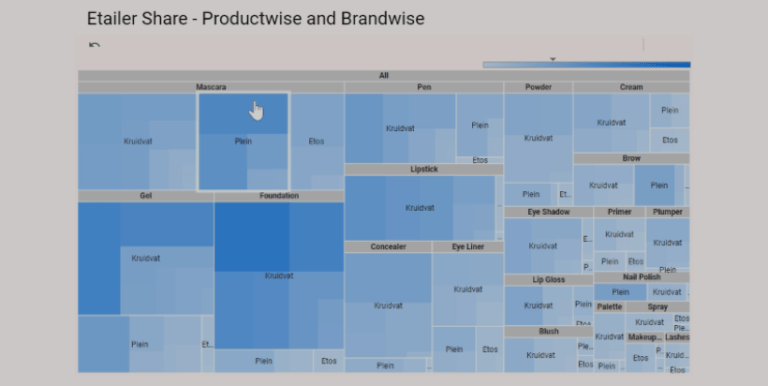 Etailer Share - Productwise and Brandwise
All
Mascara
Pen
Powder
Cream
Kruidvat
Plein
Etos
Kruidvat
Plein
Etos
Kruidvat
Plein
Et..
Kruidvat
Plein
Etos
Lipstick
Kruidvat
Brow
Kruidvat
Plein
Gel
Foundation
Kruidvat
Plein
Et..
Kruidvat
Plein
Etos
Concealer
Eye Liner
Kruidvat
Plein
Kruidvat
Plein
Etos
Eye Shadow
Primer
Plumper
Kruidvat
E..
P..
Kruidvat
Plein
Etos
Kruidvat
Plein
Lip Gloss
Nail Polish
Kruidvat
Plein
Etos
Plein
Kruidvat
Palette
Spray
Kruidvat
Plein
Kruidvat
Etos
Ple...
Blush
Makeup...
Lashes
Kruidvat
Ple...
Etos
Etos
P..
Kruid...
Etos